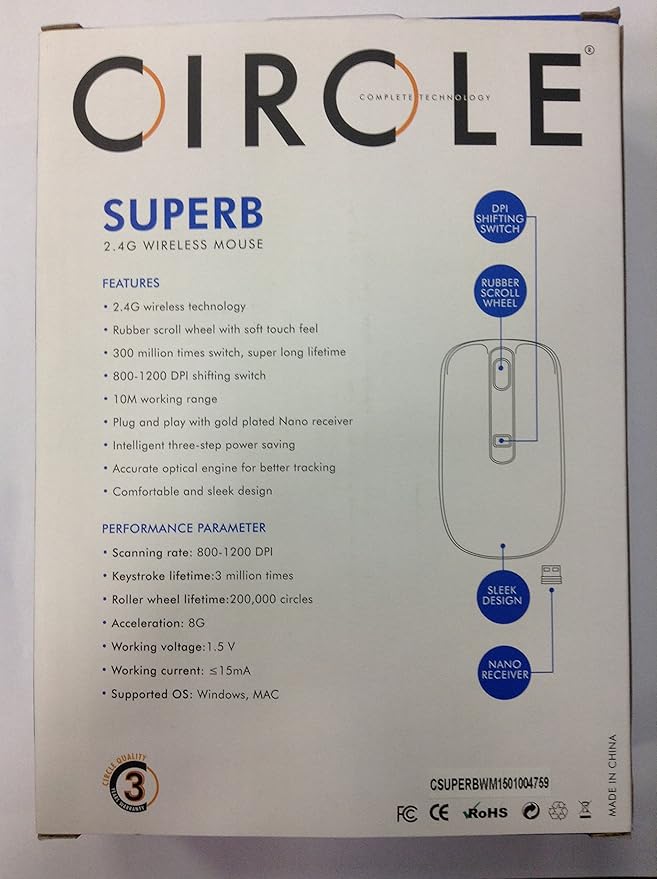 CIRCLE®
COMPLETE TECHNOLOGY
SUPERB
2.4G WIRELESS MOUSE
FEATURES
• 2.4G wireless technology
• Rubber scroll wheel with soft touch feel
• 300 million times switch, super long lifetime
• 800-1200 DPI shifting switch
• 10M working range
• Plug and play with gold plated Nano receiver
• Intelligent three-step power saving
• Accurate optical engine for better tracking
• Comfortable and sleek design
PERFORMANCE PARAMETER
• Scanning rate: 800-1200 DPI
• Keystroke lifetime:3 million times
• Roller wheel lifetime:200,000 circles
• Acceleration: 8G
• Working voltage:1.5 V
• Working current: ≤15mA
• Supported OS: Windows, MAC
DPI
SHIFTING
SWITCH
RUBBER
SCROLL
WHEEL
SLEEK
DESIGN
NANO
RECEIVER
CIRCLE QUALITY
3
YEARS WARRANTY
CSUPERBWM1501004759
FC CE RoHS
MADE IN CHINA